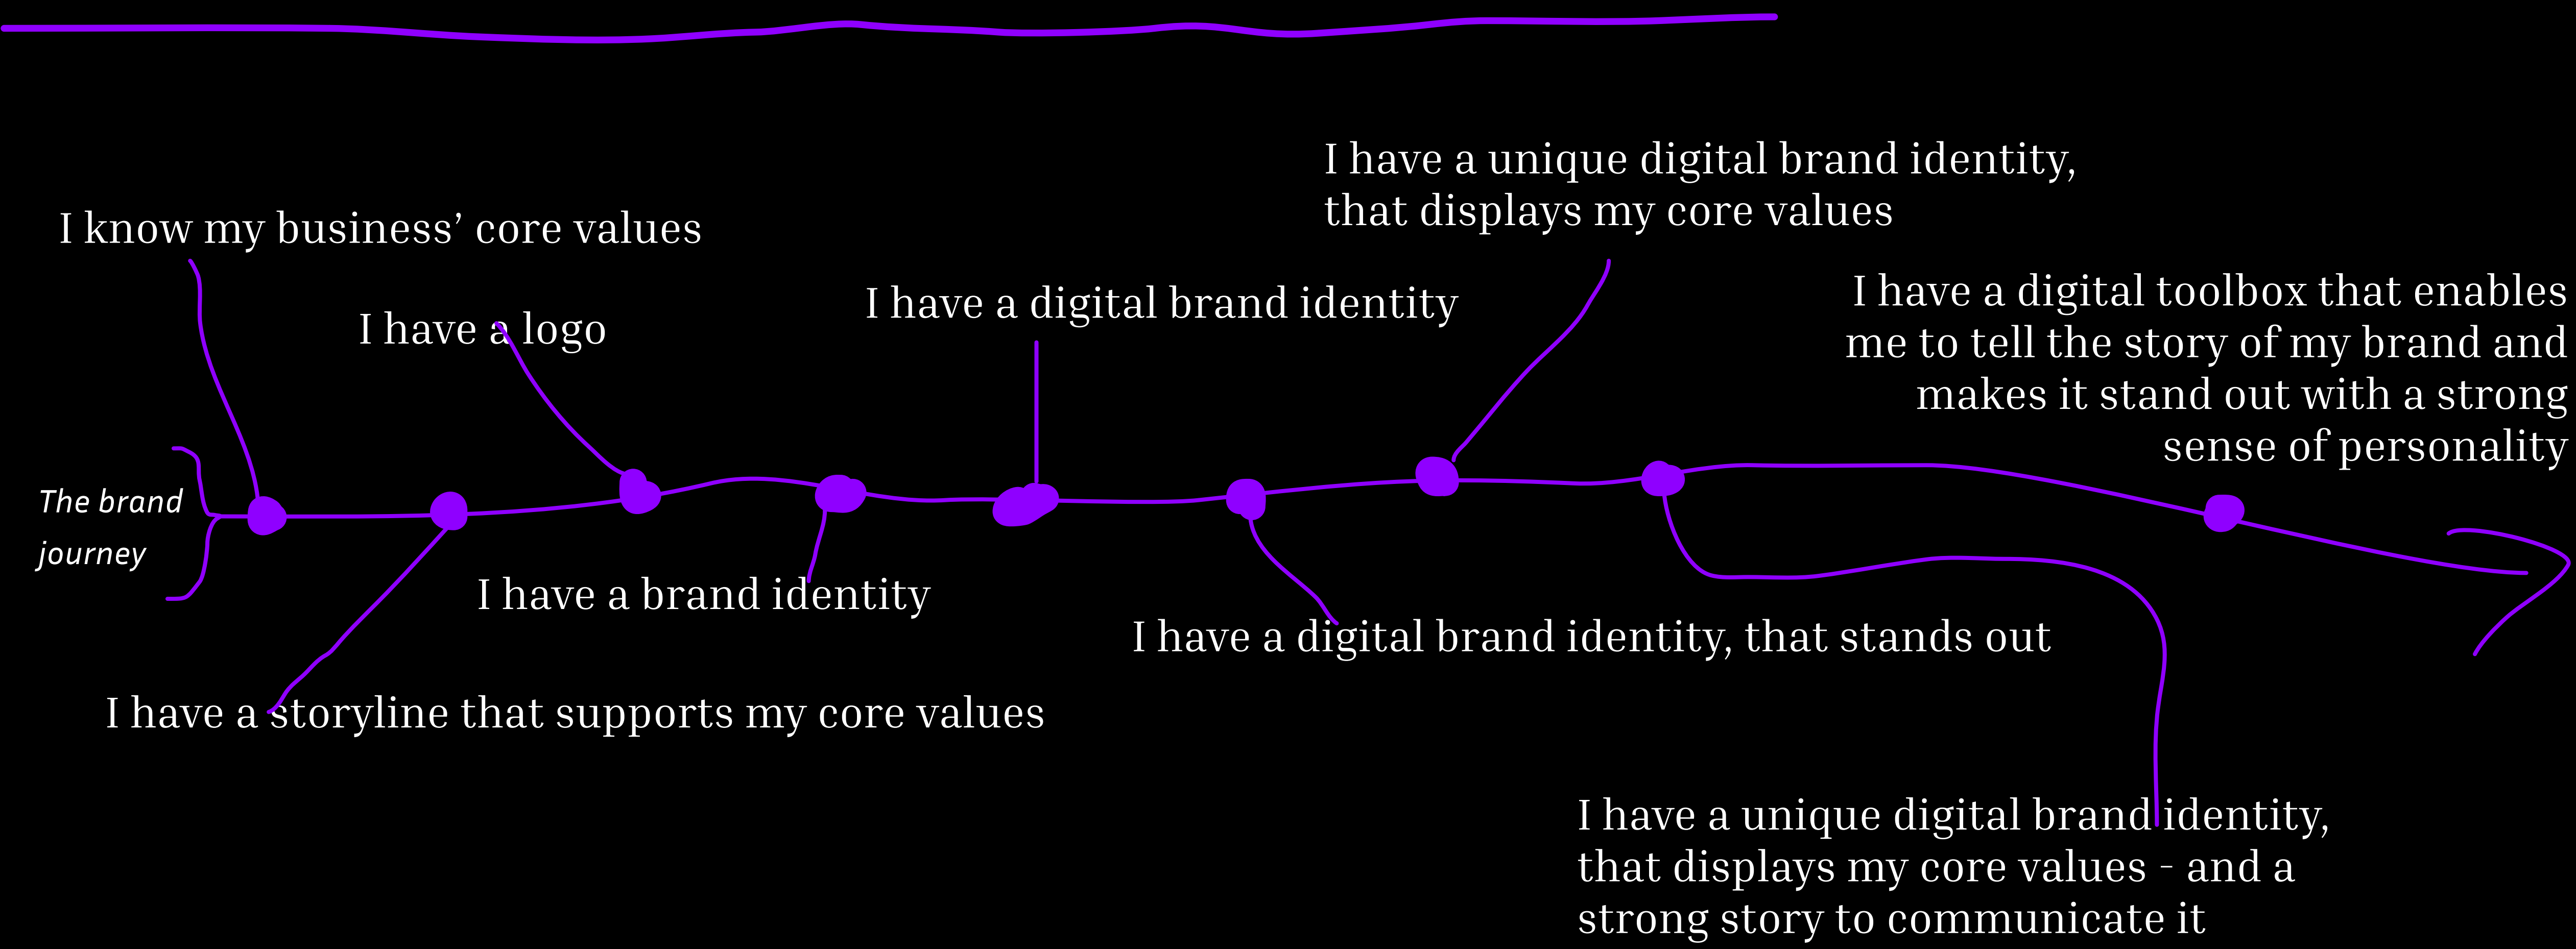 I know my business’ core values
I have a logo
I have a digital brand identity
I have a unique digital brand identity,
that displays my core values
I have a digital toolbox that enables
me to tell the story of my brand and
makes it stand out with a strong
sense of personality
The brand
journey
I have a brand identity
I have a storyline that supports my core values
I have a digital brand identity, that stands out
I have a unique digital brand identity,
that displays my core values - and a
strong story to communicate it